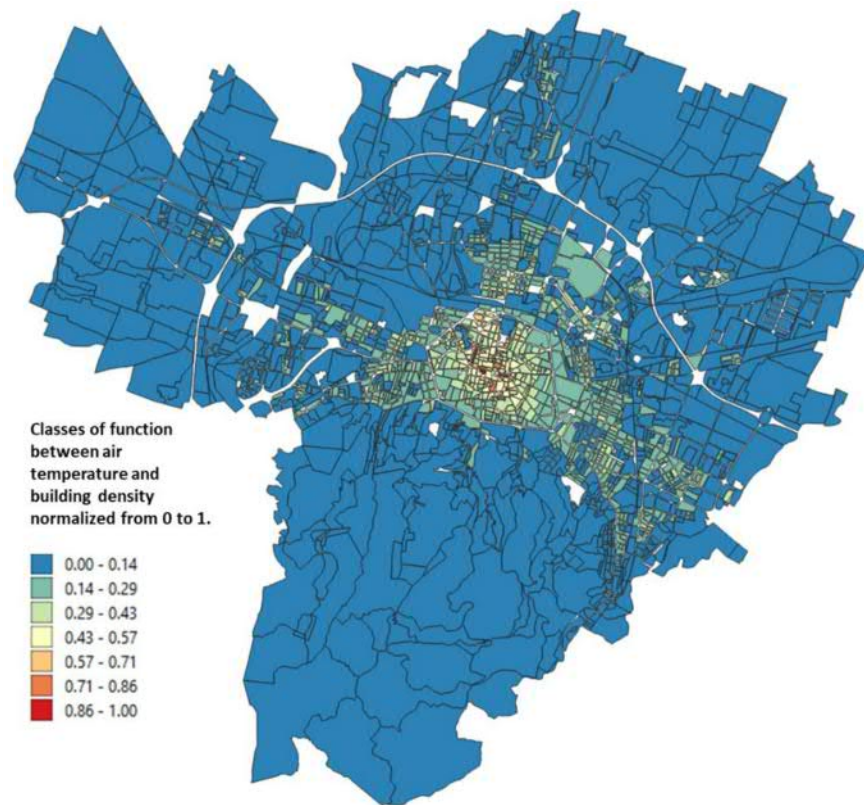 Classes of function
between air
temperature and
building density
normalized from 0 to 1.
0.00 - 0.14
0.14 - 0.29
0.29 - 0.43
0.43 - 0.57
0.57 - 0.71
0.71 - 0.86
0.86 - 1.00